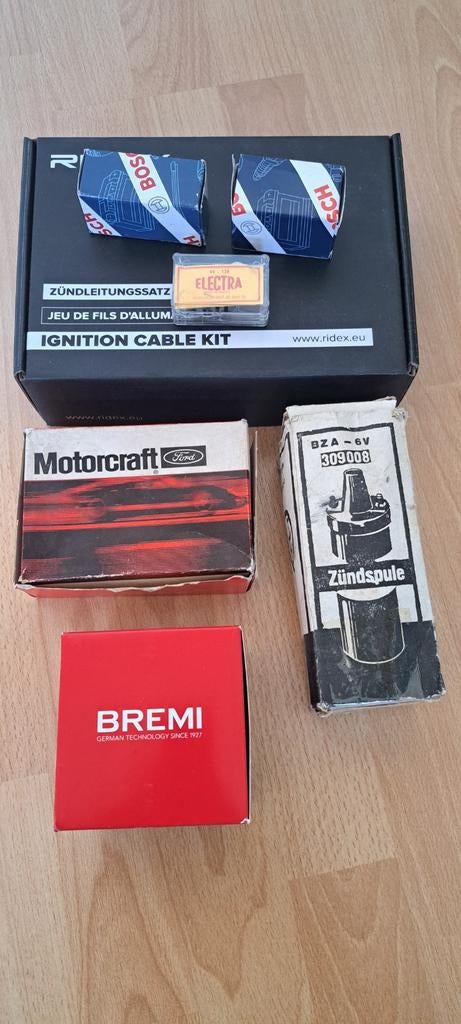 BOSCH
BOSCH
ELECTRA
ZÜNDLEITUNGSSATZ
JEU DE FILS D'ALLUMA
IGNITION CABLE KIT
www.ridex.eu
www.ridex.eu
Motorcraft
Ford
BZA - 6V
309008
Zündspule
BREMI
GERMAN TECHNOLOGY SINCE 1927